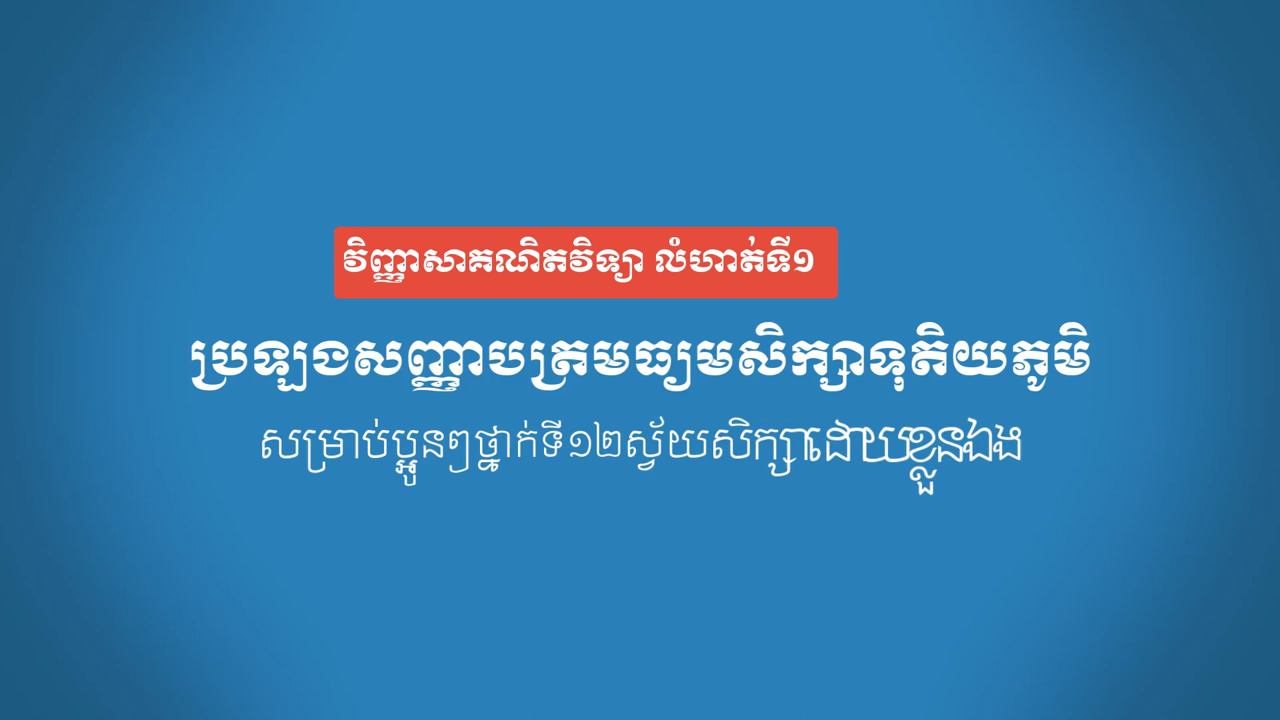 វិញ្ញាសាគណិតវិទ្យា លំហាត់ទី១
ប្រឡងសញ្ញាបត្រមធ្យមសិក្សាទុតិយភូមិ
សម្រាប់ប្អូនៗថ្នាក់ទី១២ស្វ័យសិក្សាដោយខ្លួនឯង